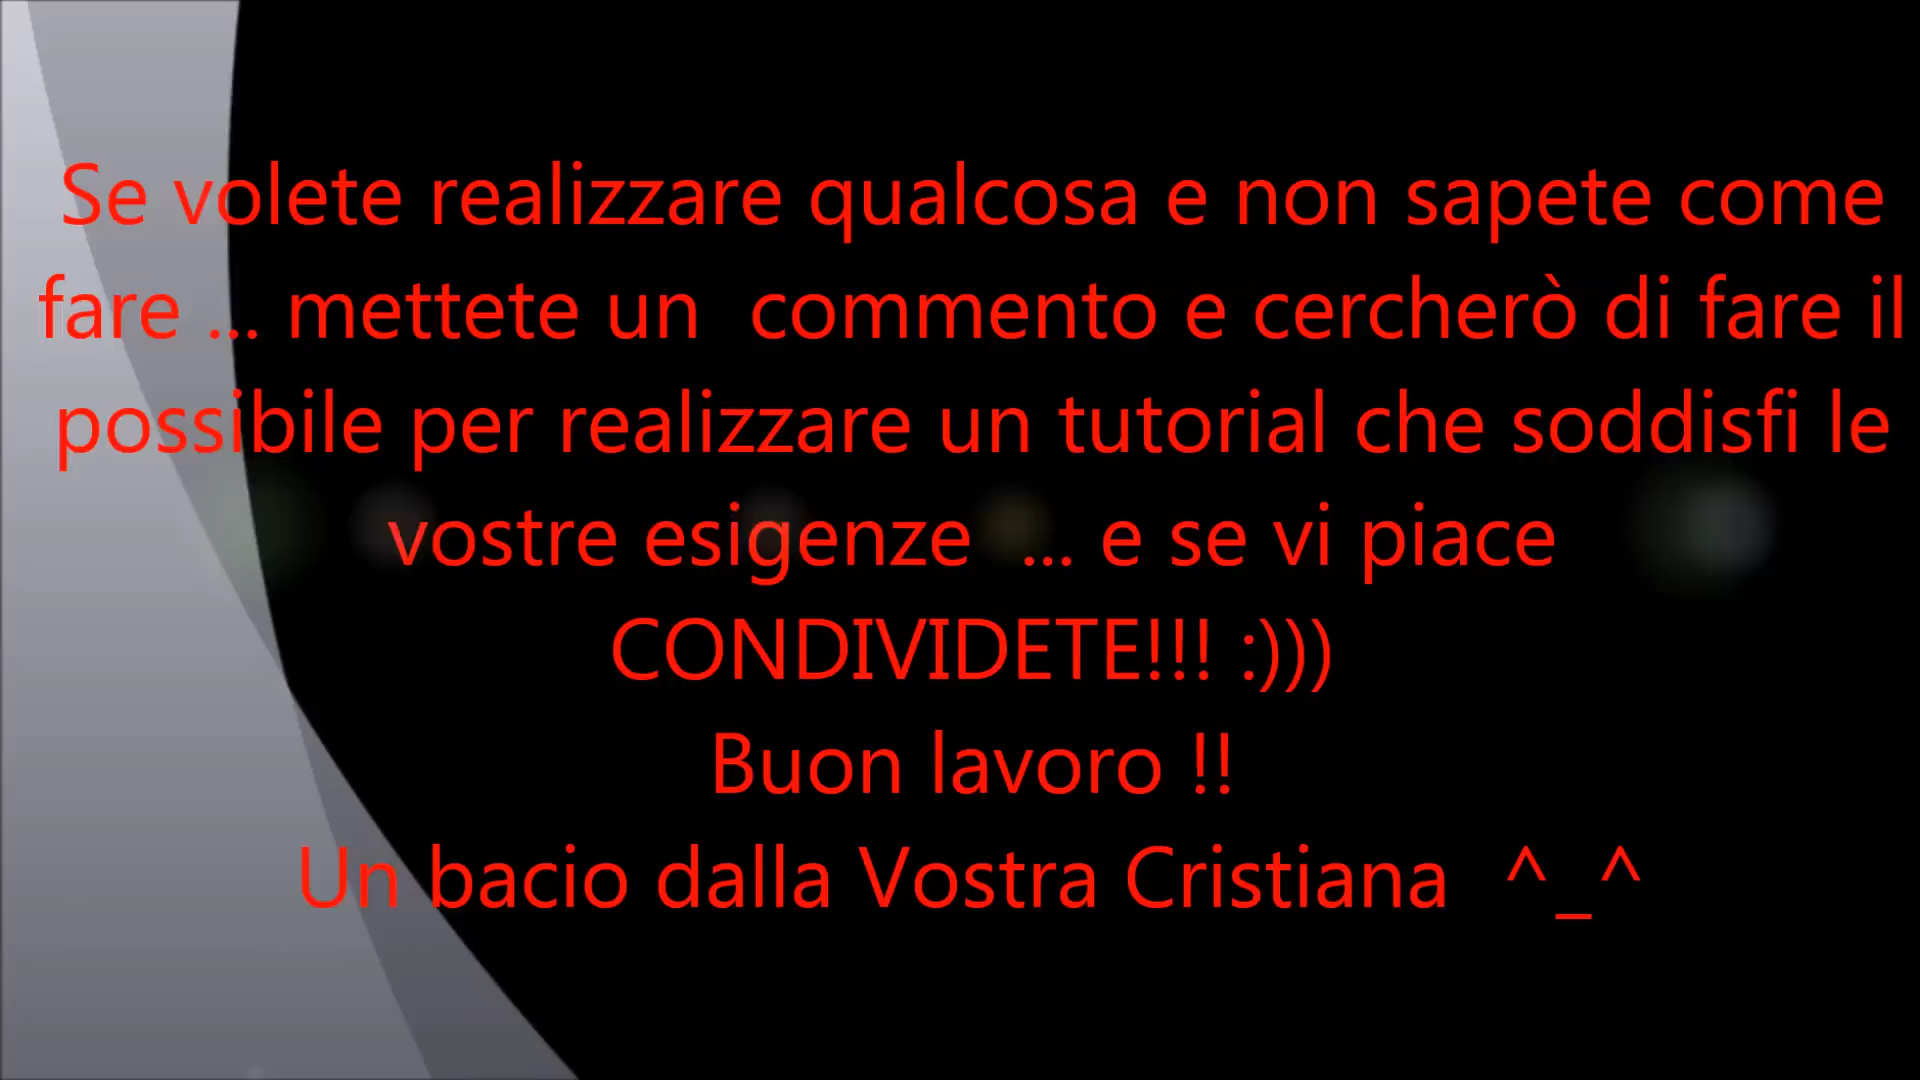 Se volete realizzare qualcosa e non sapete come
fare ... mettete un  commento e cercherò di fare il
possibile per realizzare un tutorial che soddisfi le
vostre esigenze  ... e se vi piace
CONDIVIDETE!!! :)))
Buon lavoro !!
Un bacio dalla Vostra Cristiana  ^_^